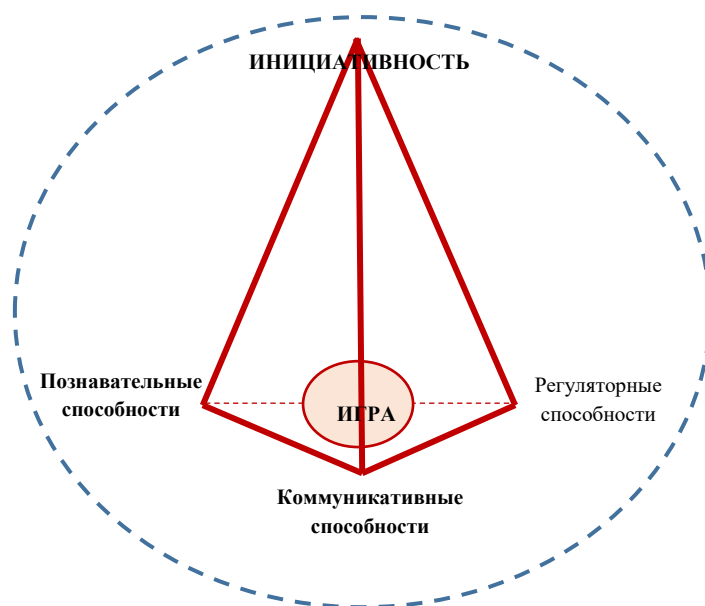 ИНИЦИАТИВНОСТЬ
Познавательные
способности
Регуляторные
способности
ИГРА
Коммуникативные
способности